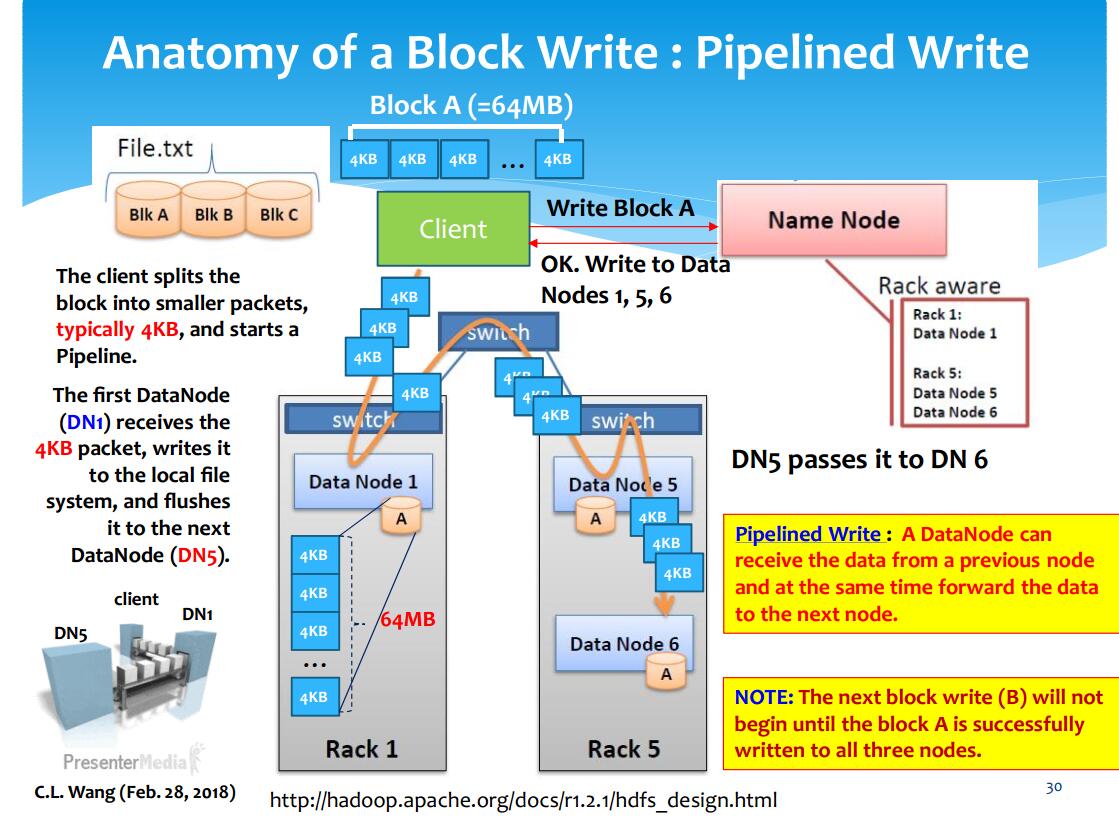 Anatomy of a Block Write : Pipelined Write
Block A (=64MB)
4KB 4KB 4KB ... 4KB
File.txt
Blk A Blk B Blk C
Client
Write Block A
OK. Write to Data
Nodes 1, 5, 6
Name Node
Rack aware
Rack 1:
Data Node 1
Rack 5:
Data Node 5
Data Node 6
The client splits the
block into smaller packets,
typically 4KB, and starts a
Pipeline.
The first DataNode
(DN1) receives the
4KB packet, writes it
to the local file
system, and flushes
it to the next
DataNode (DN5).
4KB
4KB
4KB
4KB
switch
4KB
4KB
4KB
switch
Data Node 1
A
4KB
4KB
4KB
...
4KB
64MB
Rack 1
switch
Data Node 5
A
4KB
4KB
4KB
Data Node 6
A
Rack 5
DN5 passes it to DN 6
Pipelined Write : A DataNode can
receive the data from a previous node
and at the same time forward the data
to the next node.
NOTE: The next block write (B) will not
begin until the block A is successfully
written to all three nodes.
client
DN1
DN5
PresenterMedia
C.L. Wang (Feb. 28, 2018)
http://hadoop.apache.org/docs/r1.2.1/hdfs_design.html
30